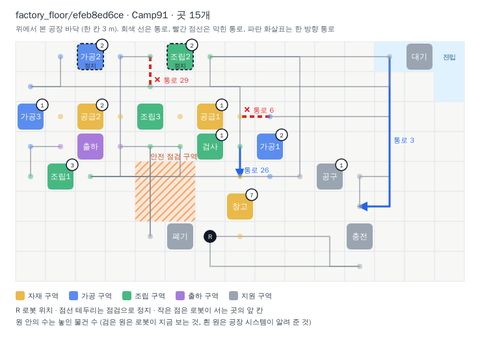 factory_floor/efeb8ed6ce · Camp91 · 곳 15개
위에서 본 공장 바닥 (한 칸 3 m). 회색 선은 통로, 빨간 점선은 막힌 통로, 파란 화살표는 한 방향 통로
가공2 2
정지
조립2 2
정지
대기
진입
✕ 통로 29
가공3 1
공급2 2
조립3
공급1 1
✕ 통로 6
출하
검사 1
가공1 2
통로 3
안전 점검 구역
조립1 3
통로 26
공구 1
창고 7
폐기
R
충전
자재 구역
가공 구역
조립 구역
출하 구역
지원 구역
R 로봇 위치 · 점선 테두리는 점검으로 정지 · 작은 점은 로봇이 서는 곳의 앞 칸
원 안의 수는 놓인 물건 수 (검은 원은 로봇이 지금 보는 것, 흰 원은 공장 시스템이 알려 준 것)